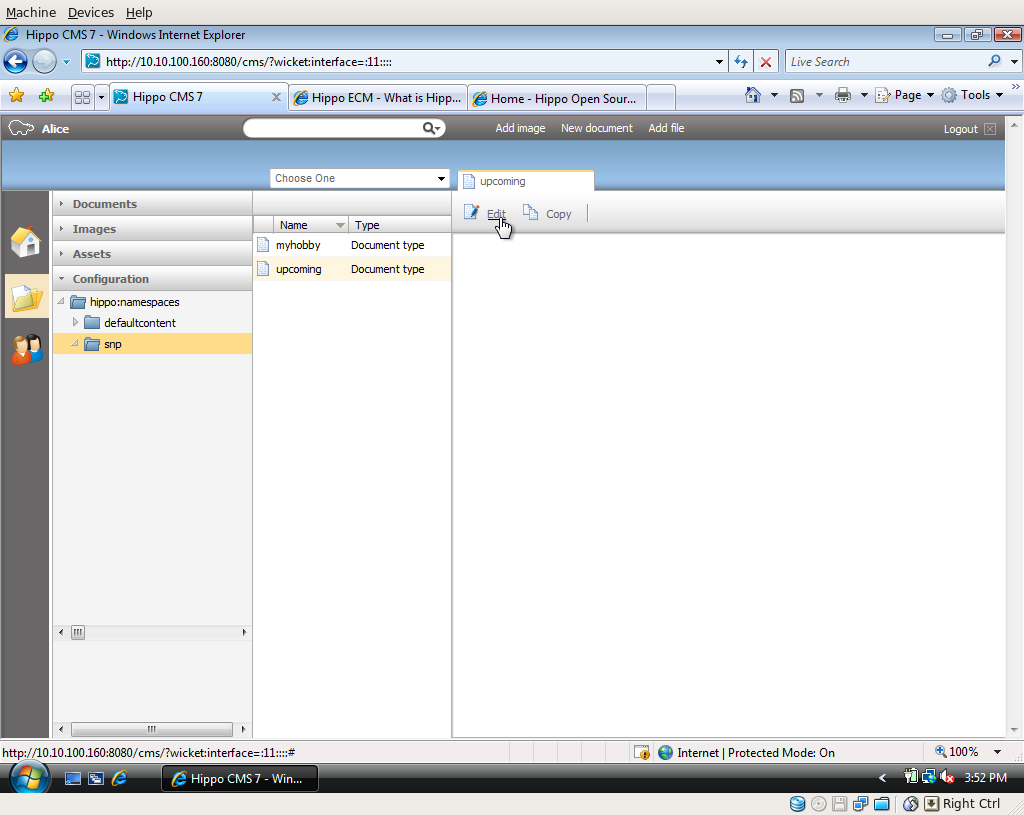 Machine Devices Help
Hippo CMS 7 - Windows Internet Explorer
http://10.10.100.160:8080/cms/?wicket:interface=:11::::
Live Search
Hippo CMS 7
Hippo ECM - What is Hipp...
Home - Hippo Open Sour...
Page
Tools
Alice
Add image
New document
Add file
Logout
Choose One
upcoming
Edit
Copy
Documents
Images
Assets
Configuration
hippo:namespaces
defaultcontent
snp
Name Type
myhobby Document type
upcoming Document type
http://10.10.100.160:8080/cms/?wicket:interface=:11::::#
Internet | Protected Mode: On
100%
Hippo CMS 7 - Win...
3:52 PM
Right Ctrl